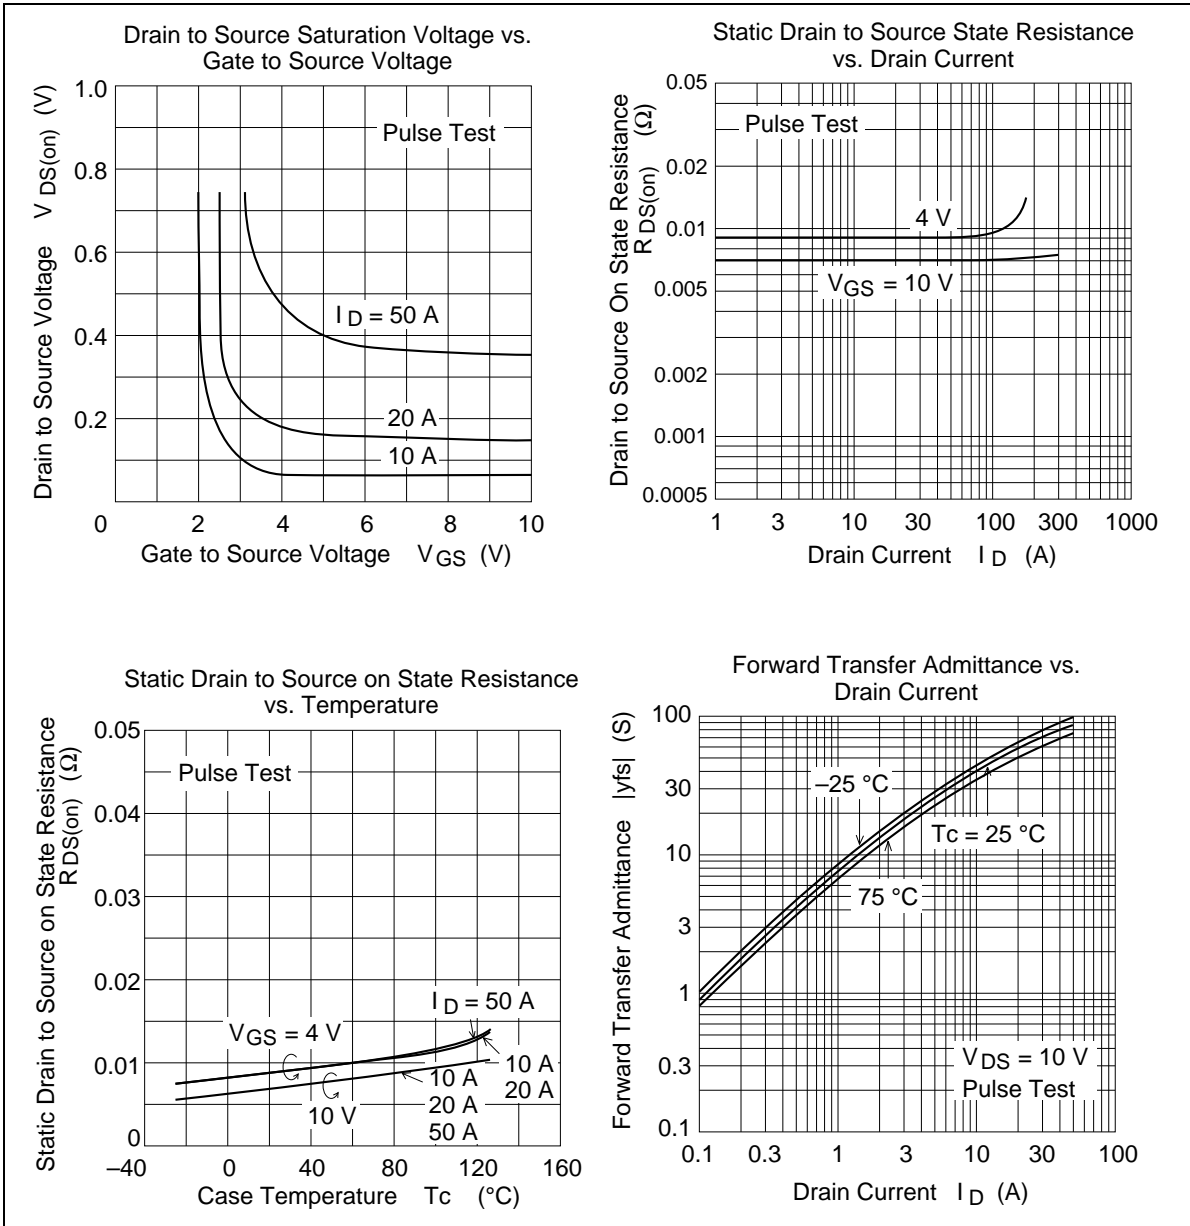 Drain to Source Saturation Voltage vs.
Gate to Source Voltage
Drain to Source Voltage V DS(on) (V)
1.0
0.8
0.6
0.4
0.2
0
Pulse Test
I D = 50 A
20 A
10 A
2 4 6 8 10
Gate to Source Voltage V GS (V)
Static Drain to Source State Resistance
vs. Drain Current
Drain to Source On State Resistance
R DS(on) (Ω)
0.05
0.02
0.01
0.005
0.002
0.001
0.0005
Pulse Test
4 V
VGS = 10 V
1 3 10 30 100 300 1000
Drain Current I D (A)
Static Drain to Source on State Resistance
vs. Temperature
Static Drain to Source on State Resistance
R DS(on) (Ω)
0.05
0.04
0.03
0.02
0.01
0
Pulse Test
I D = 50 A
VGS = 4 V
10 A
20 A
10 V
10 A
20 A
50 A
–40 0 40 80 120 160
Case Temperature Tc (°C)
Forward Transfer Admittance vs.
Drain Current
Forward Transfer Admittance |yfs| (S)
100
30
10
3
1
0.3
0.1
–25 °C
Tc = 25 °C
75 °C
V DS = 10 V
Pulse Test
0.1 0.3 1 3 10 30 100
Drain Current I D (A)